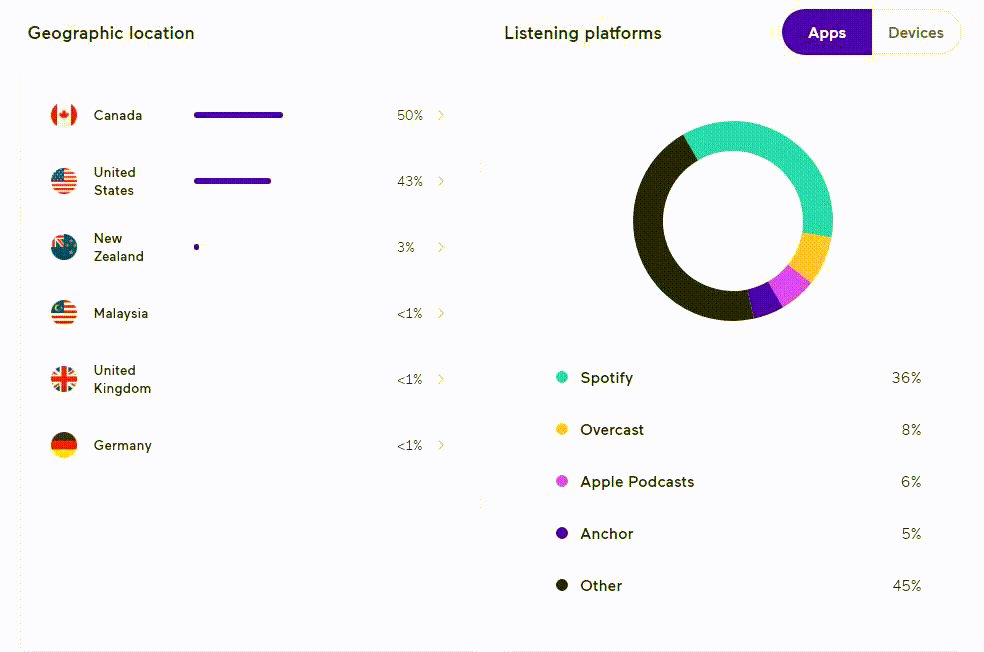 Geographic location
Canada 50%
United
States 43%
New
Zealand 3%
Malaysia <1%
United
Kingdom <1%
Germany <1%
Listening platforms
Apps Devices
Spotify 36%
Overcast 8%
Apple Podcasts 6%
Anchor 5%
Other 45%